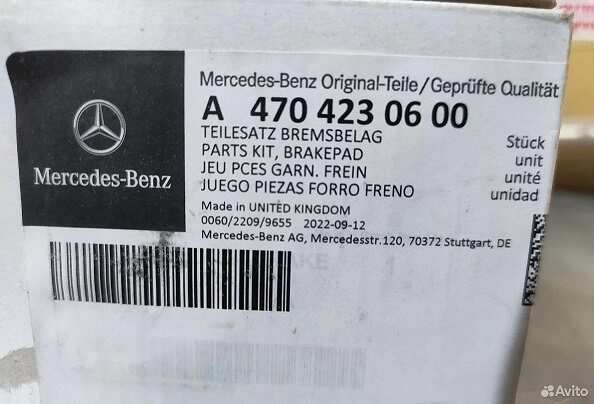 Mercedes-Benz Original-Teile/Geprüfte Qualität
A 470 423 06 00
TEILESATZ BREMSBELAG
PARTS KIT, BRAKEPAD
JEU PCES GARN. FREIN
JUEGO PIEZAS FORRO FRENO
Stück
unit
unité
unidad
Mercedes-Benz
Made in UNITED KINGDOM
0060/2209/9655 2022-09-12
Mercedes-Benz AG, Mercedesstr.120, 70372 Stuttgart, DE
Avito